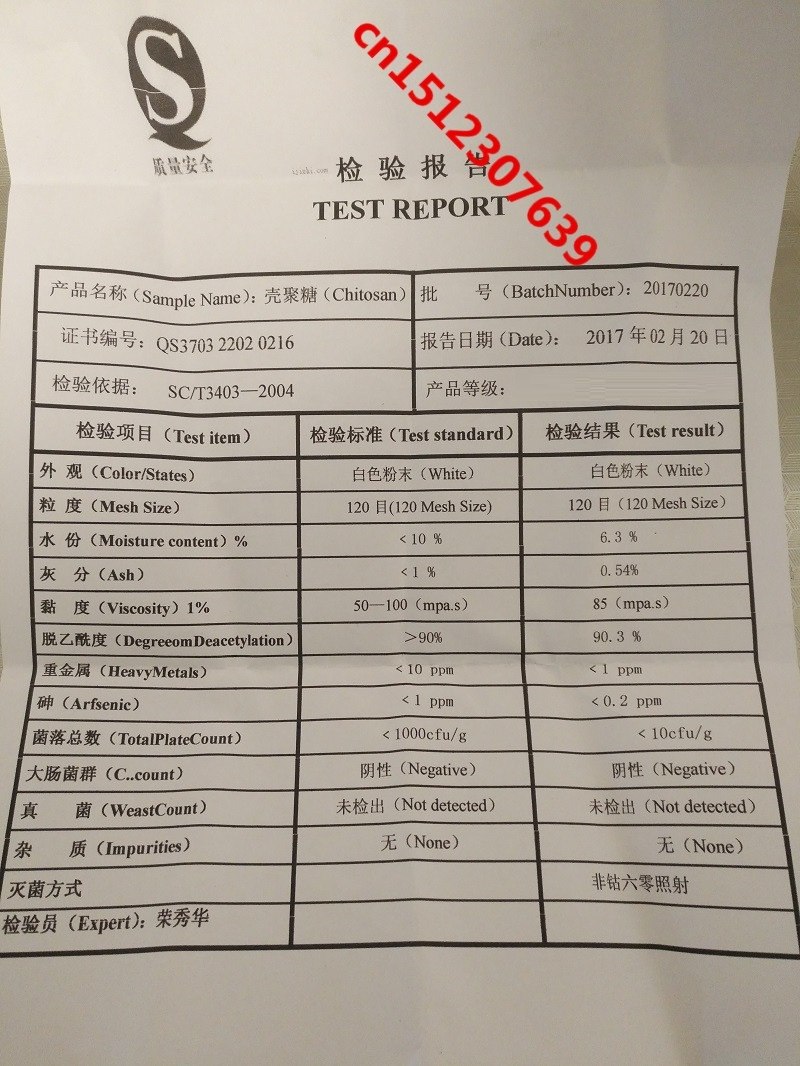 S
质量安全
cn1512307639
检验报告
TEST REPORT
产品名称（Sample Name）：壳聚糖（Chitosan） 批 号（BatchNumber）：20170220
证书编号：QS3703 2202 0216 报告日期（Date）： 2017 年 02 月 20 日
检验依据： SC/T3403—2004 产品等级：
检验项目（Test item） 检验标准（Test standard） 检验结果（Test result）
外 观（Color/States） 白色粉末（White） 白色粉末（White）
粒 度（Mesh Size） 120 目(120 Mesh Size) 120 目（120 Mesh Size）
水 份（Moisture content）% ＜10 % 6.3 %
灰 分（Ash） ＜1 % 0.54%
黏 度（Viscosity）1% 50—100（mpa.s） 85（mpa.s）
脱乙酰度（DegreeomDeacetylation） ＞90% 90.3 %
重金属（HeavyMetals） ＜10 ppm ＜1 ppm
砷（Arfsenic） ＜1 ppm ＜0.2 ppm
菌落总数（TotalPlateCount） ＜1000cfu/g ＜10cfu/g
大肠菌群（C..count） 阴性（Negative） 阴性（Negative）
真 菌（WeastCount） 未检出（Not detected） 未检出（Not detected）
杂 质（Impurities） 无（None） 无（None）
灭菌方式 非钴六零照射
检验员（Expert）：荣秀华